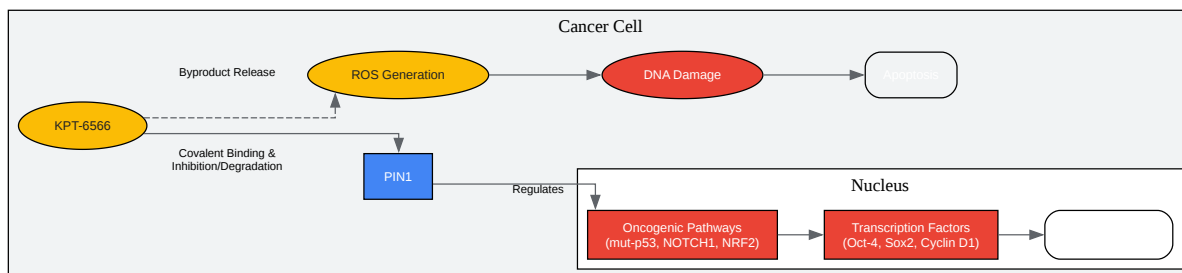 Cancer Cell
Byproduct Release
ROS Generation
DNA Damage
Apoptosis
KPT-6566
Covalent Binding &
Inhibition/Degradation
PIN1
Regulates
Nucleus
Oncogenic Pathways
(mut-p53, NOTCH1, NRF2)
Transcription Factors
(Oct-4, Sox2, Cyclin D1)